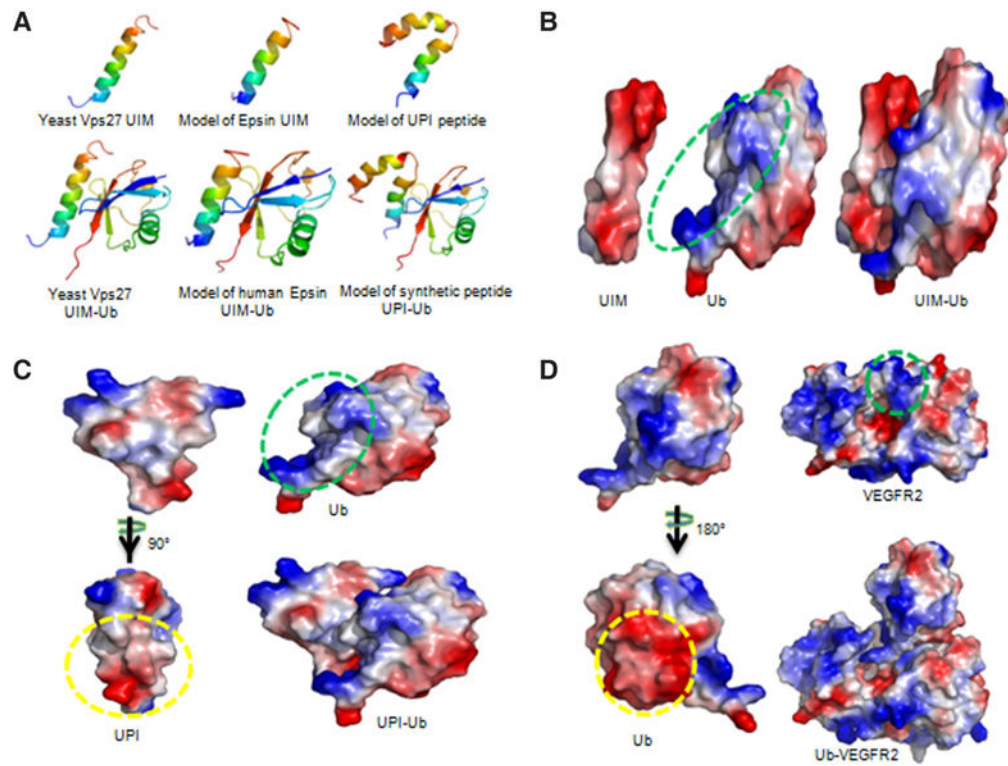 A
Yeast Vps27 UIM
Model of Epsin UIM
Model of UPI peptide
Yeast Vps27
UIM-Ub
Model of human Epsin
UIM-Ub
Model of synthetic peptide
UPI-Ub
B
UIM
Ub
UIM-Ub
C
Ub
90°
UPI
UPI-Ub
D
VEGFR2
180°
Ub
Ub-VEGFR2